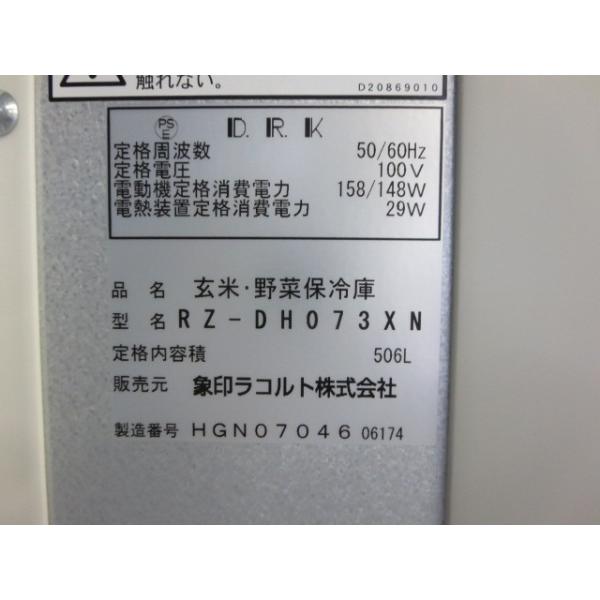 触れない。
D20869010
PS
E
D.R.K
定格周波数 50/60Hz
定格電圧 100V
電動機定格消費電力 158/148W
電熱装置定格消費電力 29W
品名 玄米・野菜保冷庫
型名 RZ-DH073XN
定格内容積 506L
販売元 象印ラコルト株式会社
製造番号 HGN07046 06174